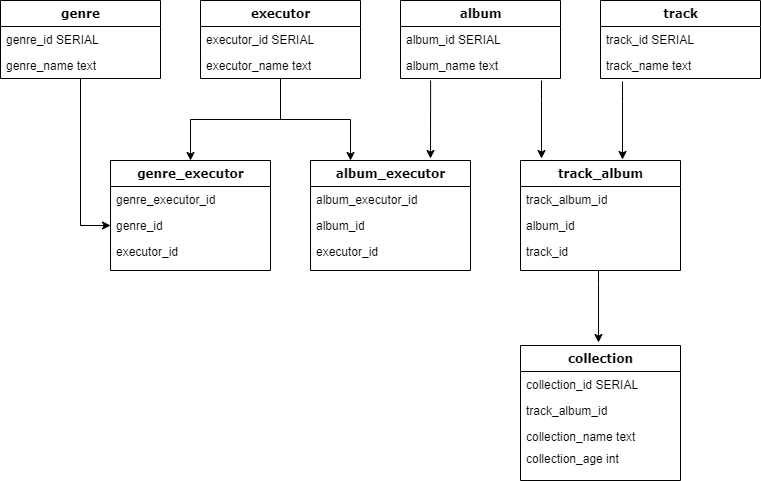 genre
genre_id SERIAL
genre_name text
executor
executor_id SERIAL
executor_name text
album
album_id SERIAL
album_name text
track
track_id SERIAL
track_name text
genre_executor
genre_executor_id
genre_id
executor_id
album_executor
album_executor_id
album_id
executor_id
track_album
track_album_id
album_id
track_id
collection
collection_id SERIAL
track_album_id
collection_name text
collection_age int